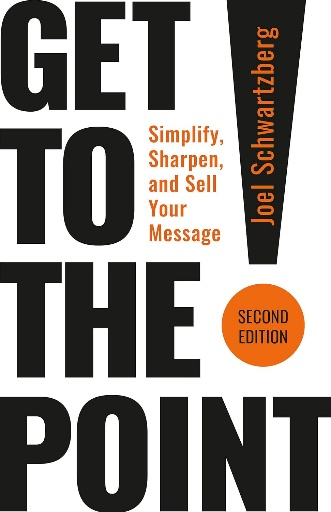 GET
TO
THE
POINT
Simplify,
Sharpen,
and Sell
Your
Message
Joel Schwartzberg
SECOND
EDITION